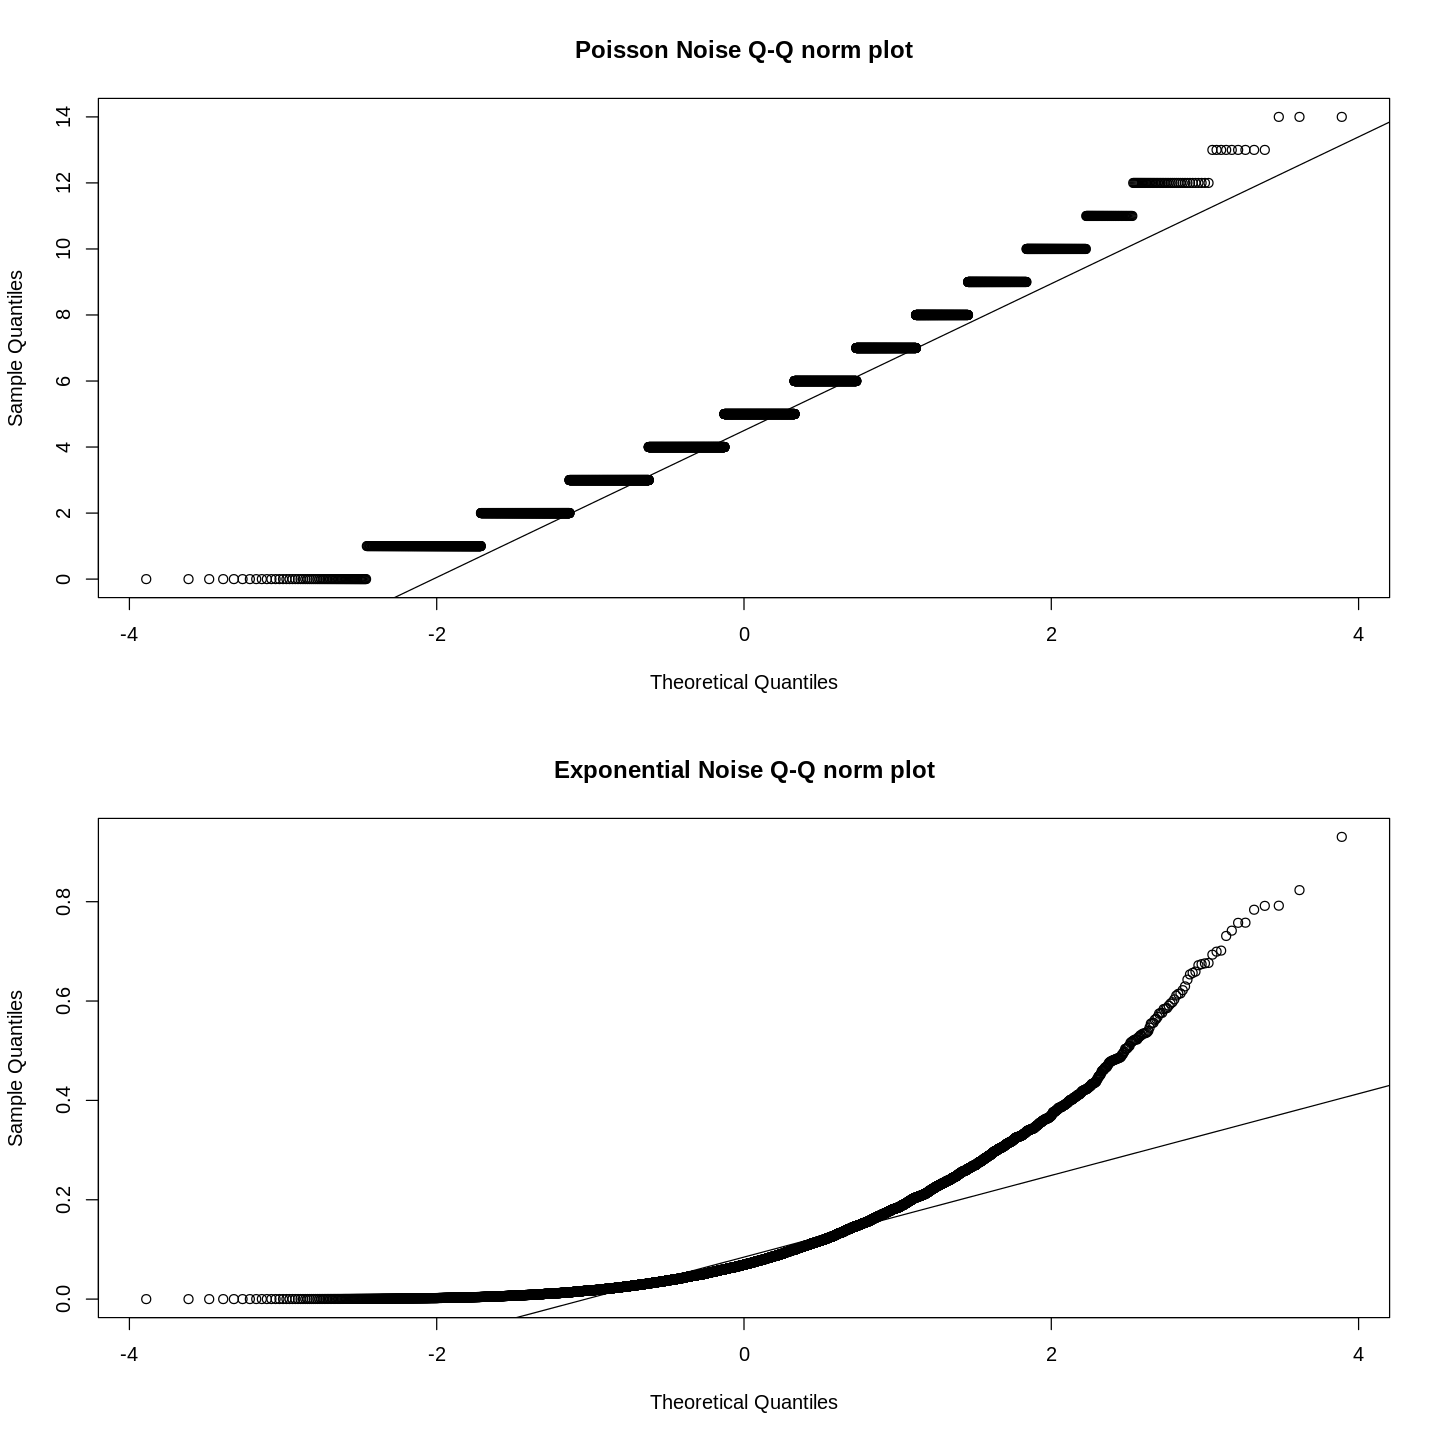 Poisson Noise Q-Q norm plot
14
12
10
8
6
4
2
0
Sample Quantiles
-4 -2 0 2 4
Theoretical Quantiles
Exponential Noise Q-Q norm plot
0.8
0.6
0.4
0.2
0.0
Sample Quantiles
-4 -2 0 2 4
Theoretical Quantiles